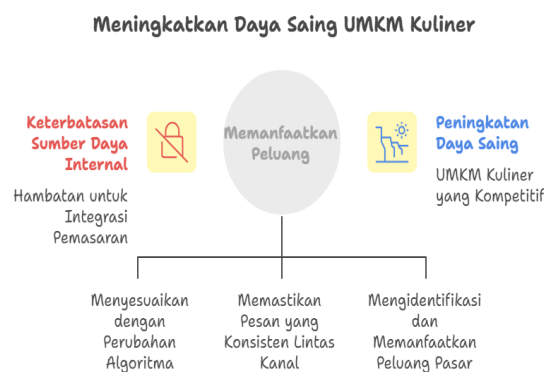 Meningkatkan Daya Saing UMKM Kuliner
Keterbatasan
Sumber Daya
Internal
Hambatan untuk
Integrasi
Pemasaran
Memanfaatkan
Peluang
Peningkatan
Daya Saing
UMKM Kuliner
yang Kompetitif
Menyesuaikan
dengan
Perubahan
Algoritma
Memastikan
Pesan yang
Konsisten Lintas
Kanal
Mengidentifikasi
dan
Memanfaatkan
Peluang Pasar